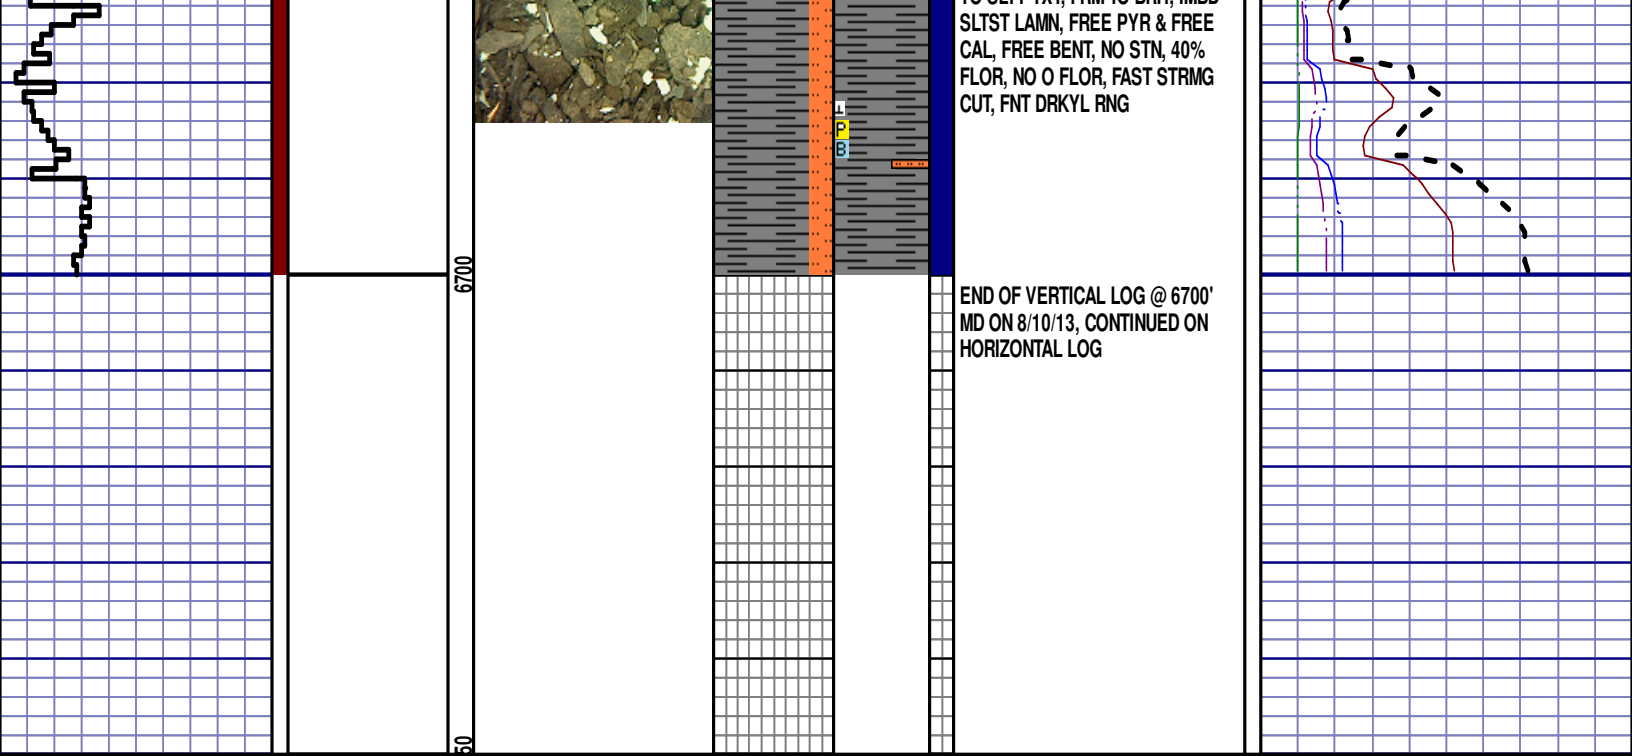 SLTST LAMN, FREE PYR & FREE
CAL, FREE BENT, NO STN, 40%
FLOR, NO O FLOR, FAST STRMG
CUT, FNT DRKYL RNG
P
B
6700
END OF VERTICAL LOG @ 6700'
MD ON 8/10/13, CONTINUED ON
HORIZONTAL LOG